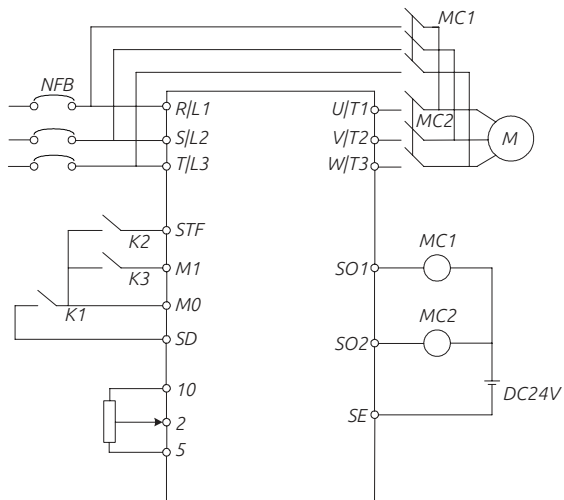 MC1
NFB
R/L1
U/T1
MC2
S/L2
V/T2
M
T/L3
W/T3
STF
K2
MC1
M1
SO1
K3
M0
K1
MC2
SD
SO2
10
DC24V
2
SE
5